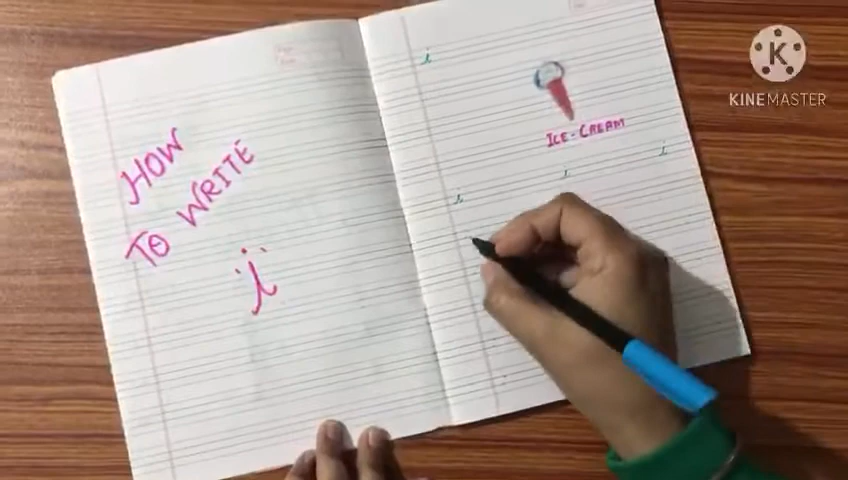 HOW
TO WRITE
i
i
ICE-CREAM
i i i
K
KINEMASTER